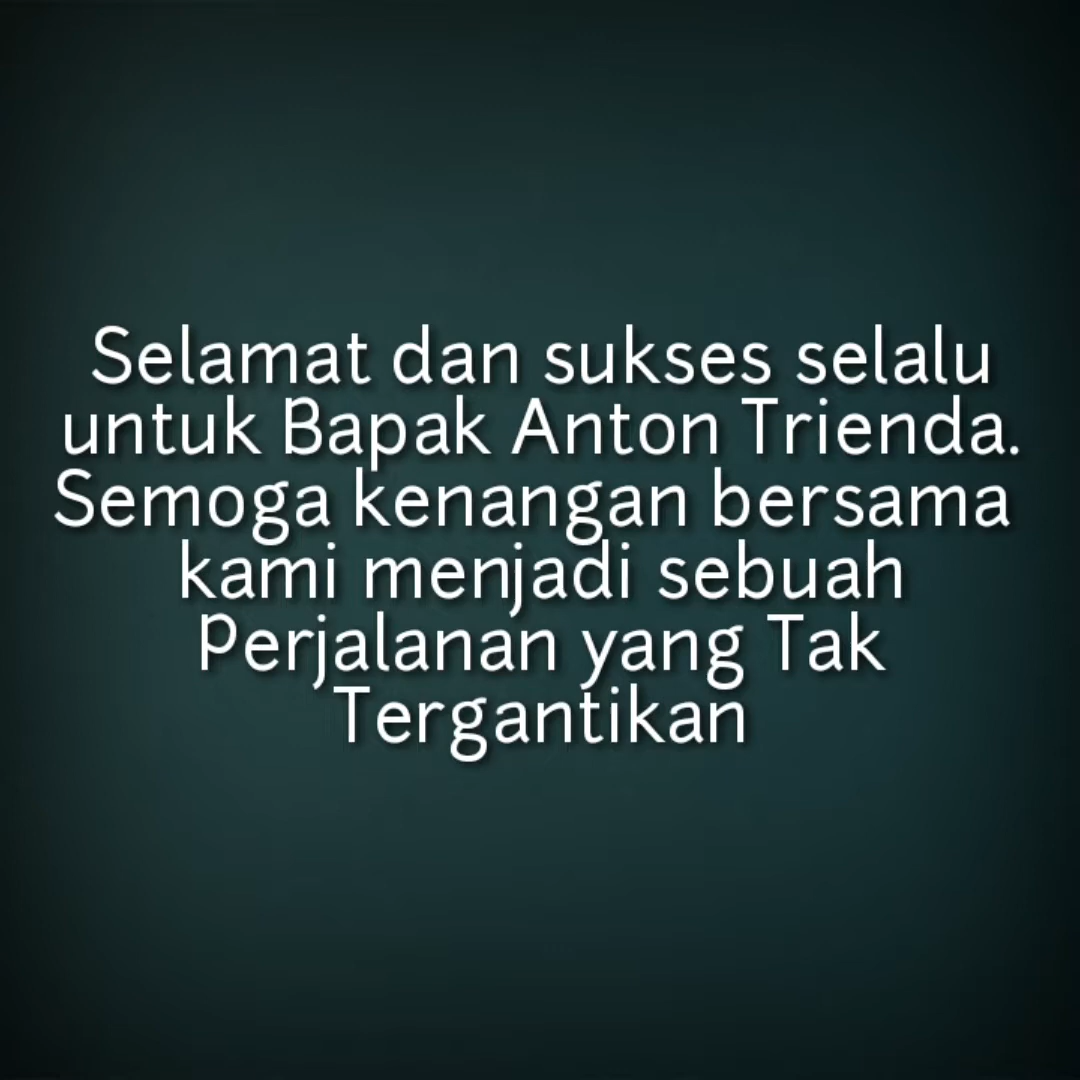 Selamat dan sukses selalu
untuk Bapak Anton Trienda.
Semoga kenangan bersama
kami menjadi sebuah
Perjalanan yang Tak
Tergantikan